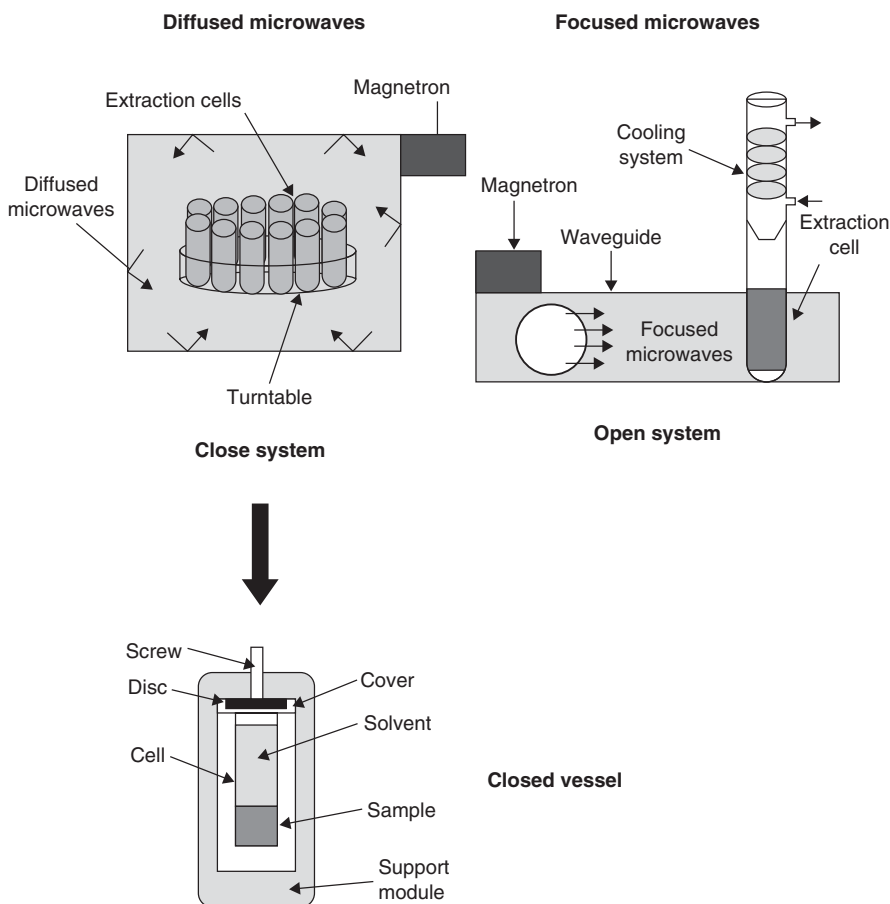 Diffused microwaves
Focused microwaves
Extraction cells
Magnetron
Diffused
microwaves
Turntable
Close system
Cooling
system
Magnetron
Waveguide
Extraction
cell
Focused
microwaves
Open system
Screw
Disc
Cover
Solvent
Cell
Closed vessel
Sample
Support
module